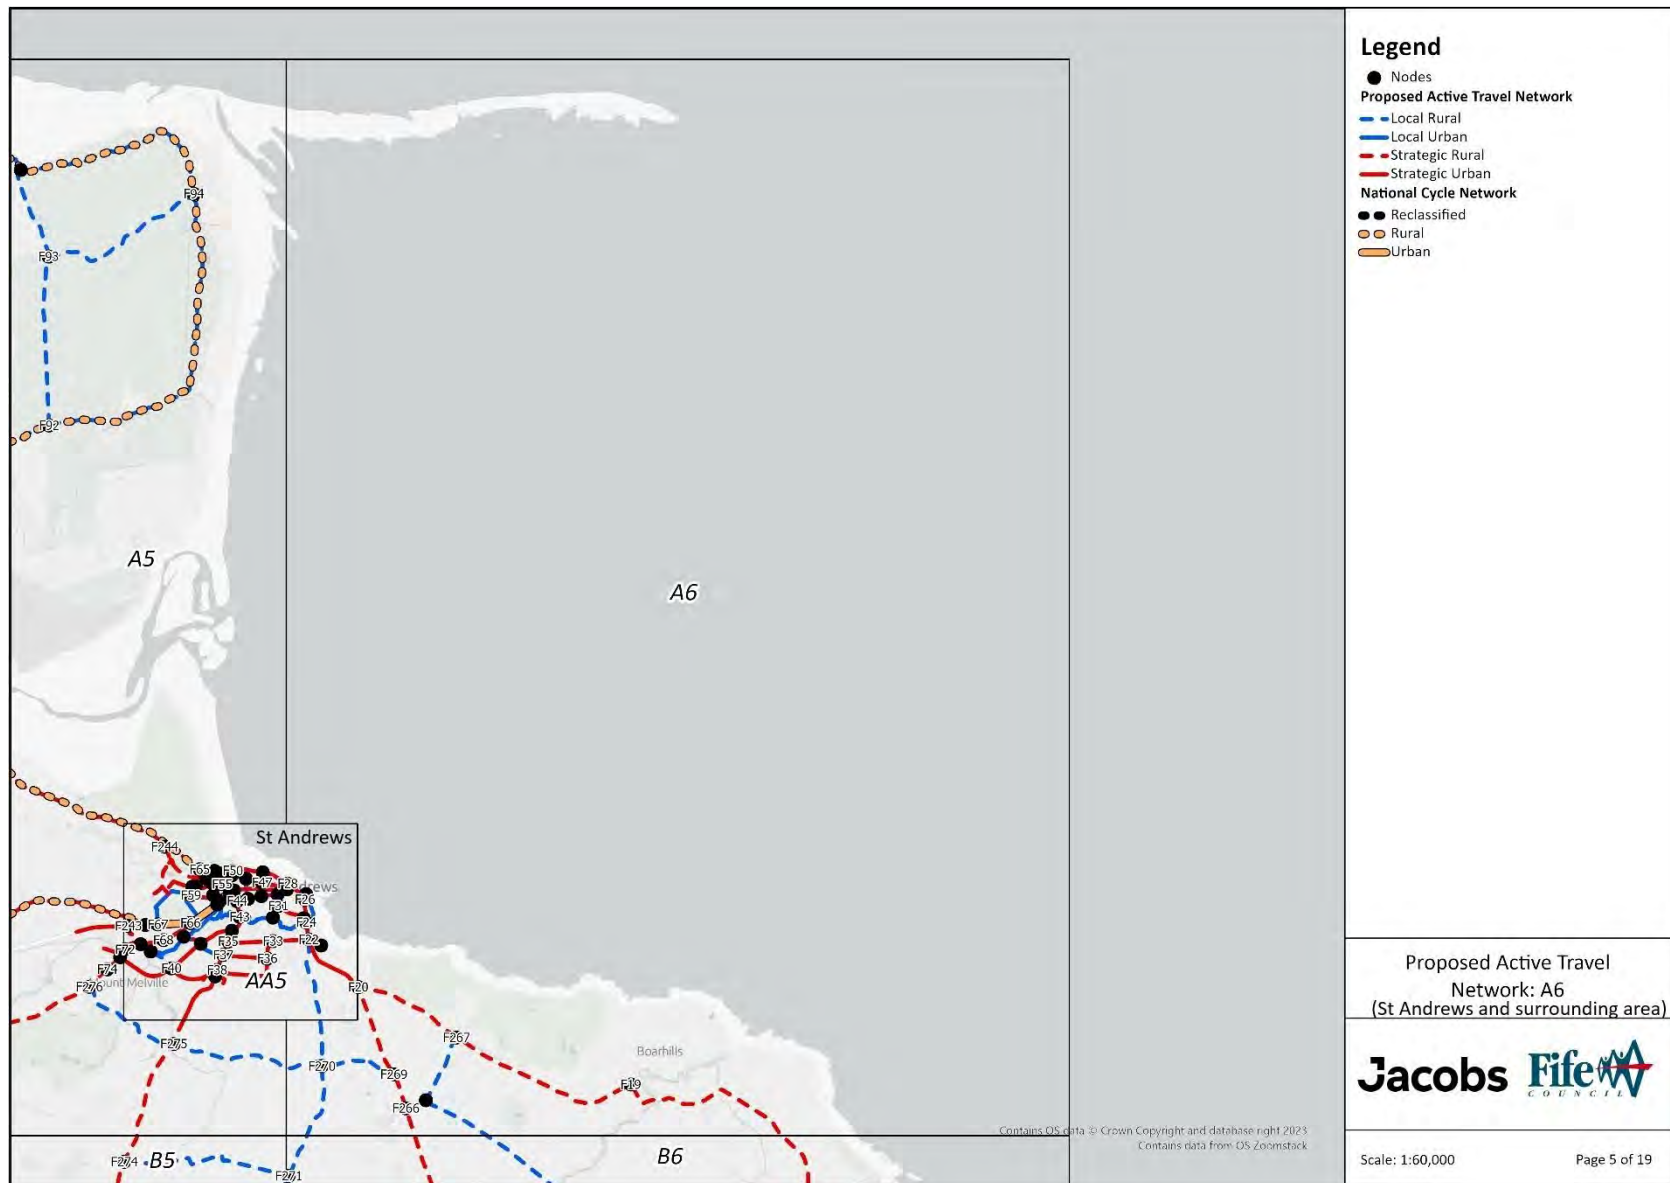 Legend
Nodes
Proposed Active Travel Network
Local Rural
Local Urban
Strategic Rural
Strategic Urban
National Cycle Network
Reclassified
Rural
Urban
F94
F93
F92
A5
A6
St Andrews
F244
F65
F50
F55
F47
F28
F59
F44
F26
F31
F43
F24
F243
F67
F66
F68
F35
F33
F22
F72
F37
F36
F74
F40
F38
AA5
F276
F20
F275
F267
Boarhills
F270
F269
F19
F266
Contains OS data © Crown Copyright and database right 2023
Contains data from OS Zoomstack
F274
B5
F271
B6
Proposed Active Travel
Network: A6
(St Andrews and surrounding area)
Jacobs
Fife
COUNCIL
Scale: 1:60,000
Page 5 of 19